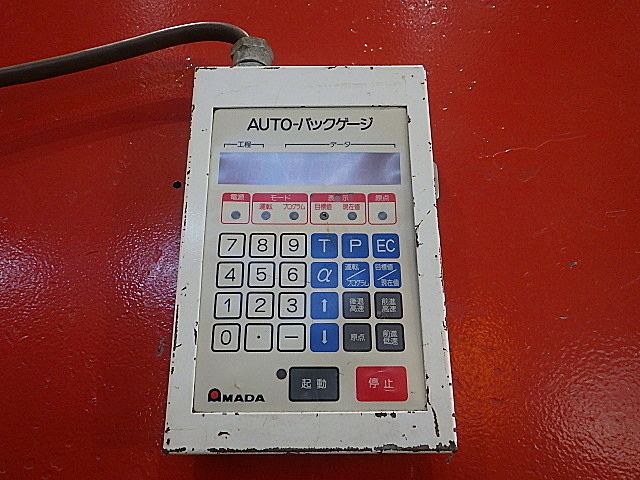 AUTO-バックゲージ
工程 データ
電源 モード 表示 原点
運転 プログラム 目標値 現在値
7 8 9 T P EC
4 5 6 α 運転/プログラム 目標値/現在値
1 2 3 ↑ 後退高速 前進高速
0 · − ↓ 原点 前進低速
起動 停止
AMADA